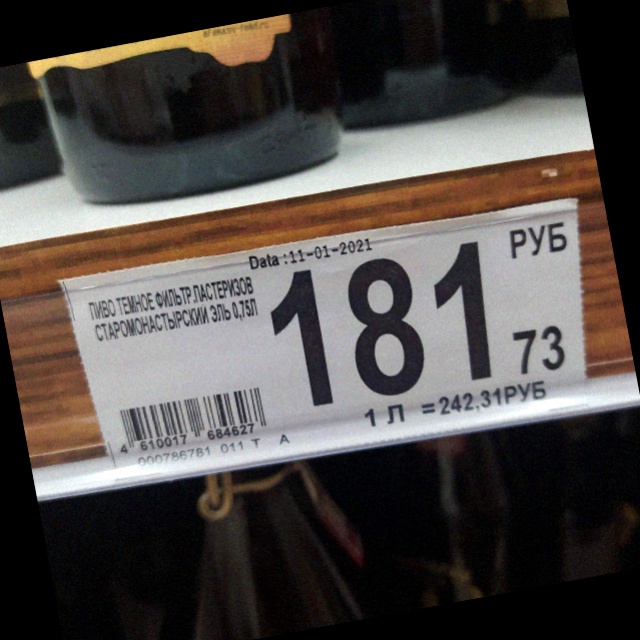 Data :11-01-2021
ПИВО ТЕМНОЕ ФИЛЬТР.ПАСТЕРИЗОВ
СТАРОМОНАСТЫРСКИЙ ЭЛЬ 0,75Л
181 РУБ
73
1 Л =242,31РУБ
4 610017 684627
000786781 011 Т А